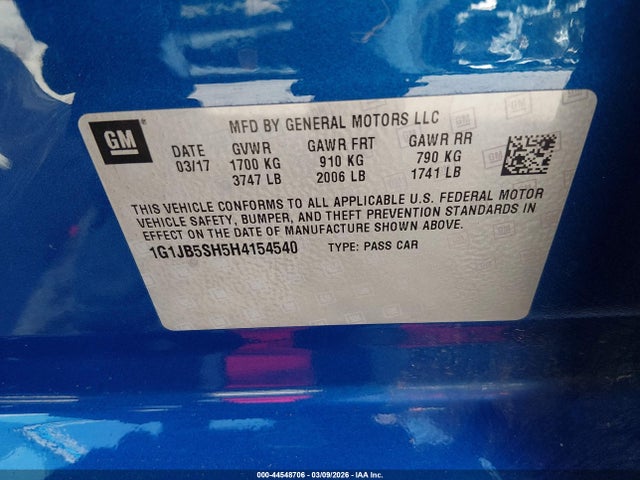 GM
MFD BY GENERAL MOTORS LLC
DATE GVWR GAWR FRT GAWR RR
03/17 1700 KG 910 KG 790 KG
3747 LB 2006 LB 1741 LB
THIS VEHICLE CONFORMS TO ALL APPLICABLE U.S. FEDERAL MOTOR
VEHICLE SAFETY, BUMPER, AND THEFT PREVENTION STANDARDS IN
EFFECT ON THE DATE OF MANUFACTURE SHOWN ABOVE.
1G1JB5SH5H4154540 TYPE: PASS CAR
000-44548706 - 03/09/2026 - IAA Inc.